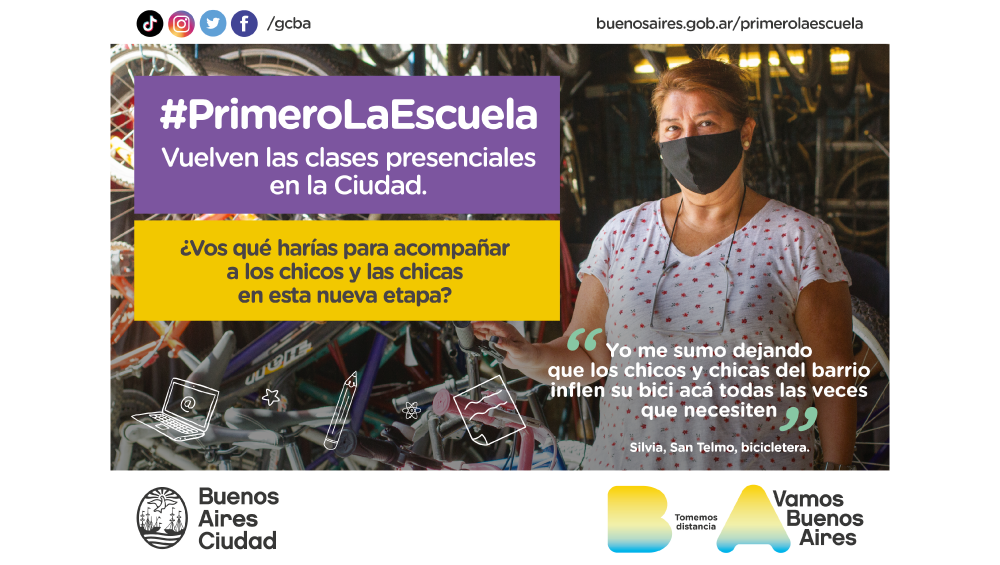 /gcba
buenosaires.gob.ar/primerolaescuela
#PrimeroLaEscuela
Vuelven las clases presenciales
en la Ciudad.
¿Vos qué harías para acompañar
a los chicos y las chicas
en esta nueva etapa?
“Yo me sumo dejando
que los chicos y chicas del barrio
inflen su bici acá todas las veces
que necesiten”
Silvia, San Telmo, bicicletera.
Buenos
Aires
Ciudad
B
Tomemos
distancia
A
Vamos
Buenos
Aires